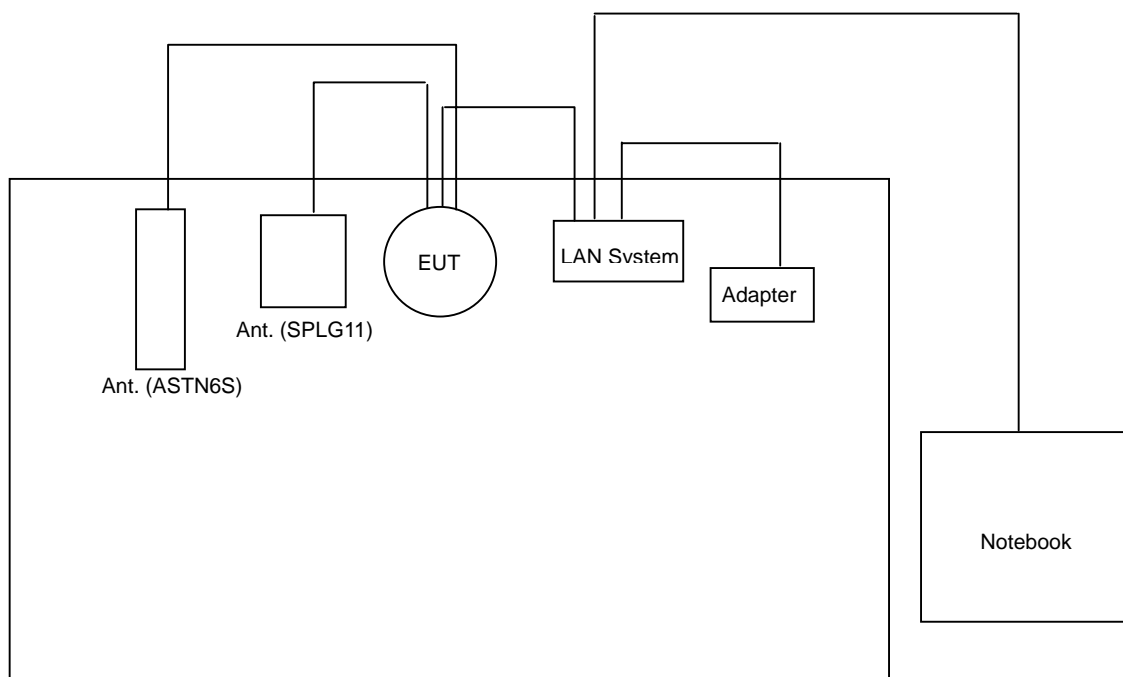 EUT
LAN System
Adapter
Ant. (SPLG11)
Ant. (ASTN6S)
Notebook